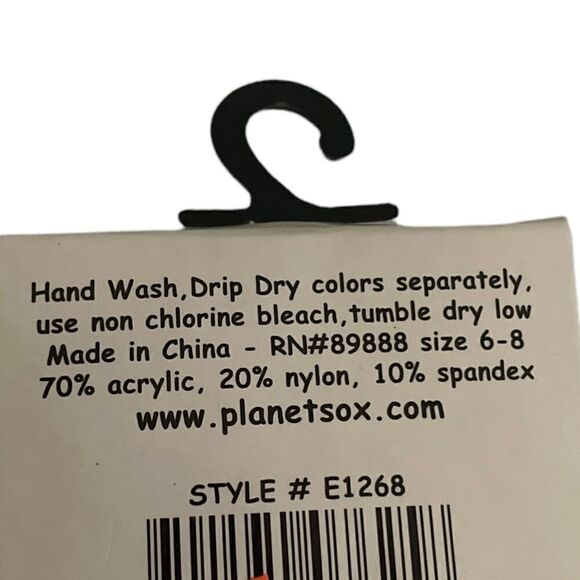 Hand Wash,Drip Dry colors separately,
use non chlorine bleach,tumble dry low
Made in China - RN#89888 size 6-8
70% acrylic, 20% nylon, 10% spandex
www.planetsox.com
STYLE # E1268